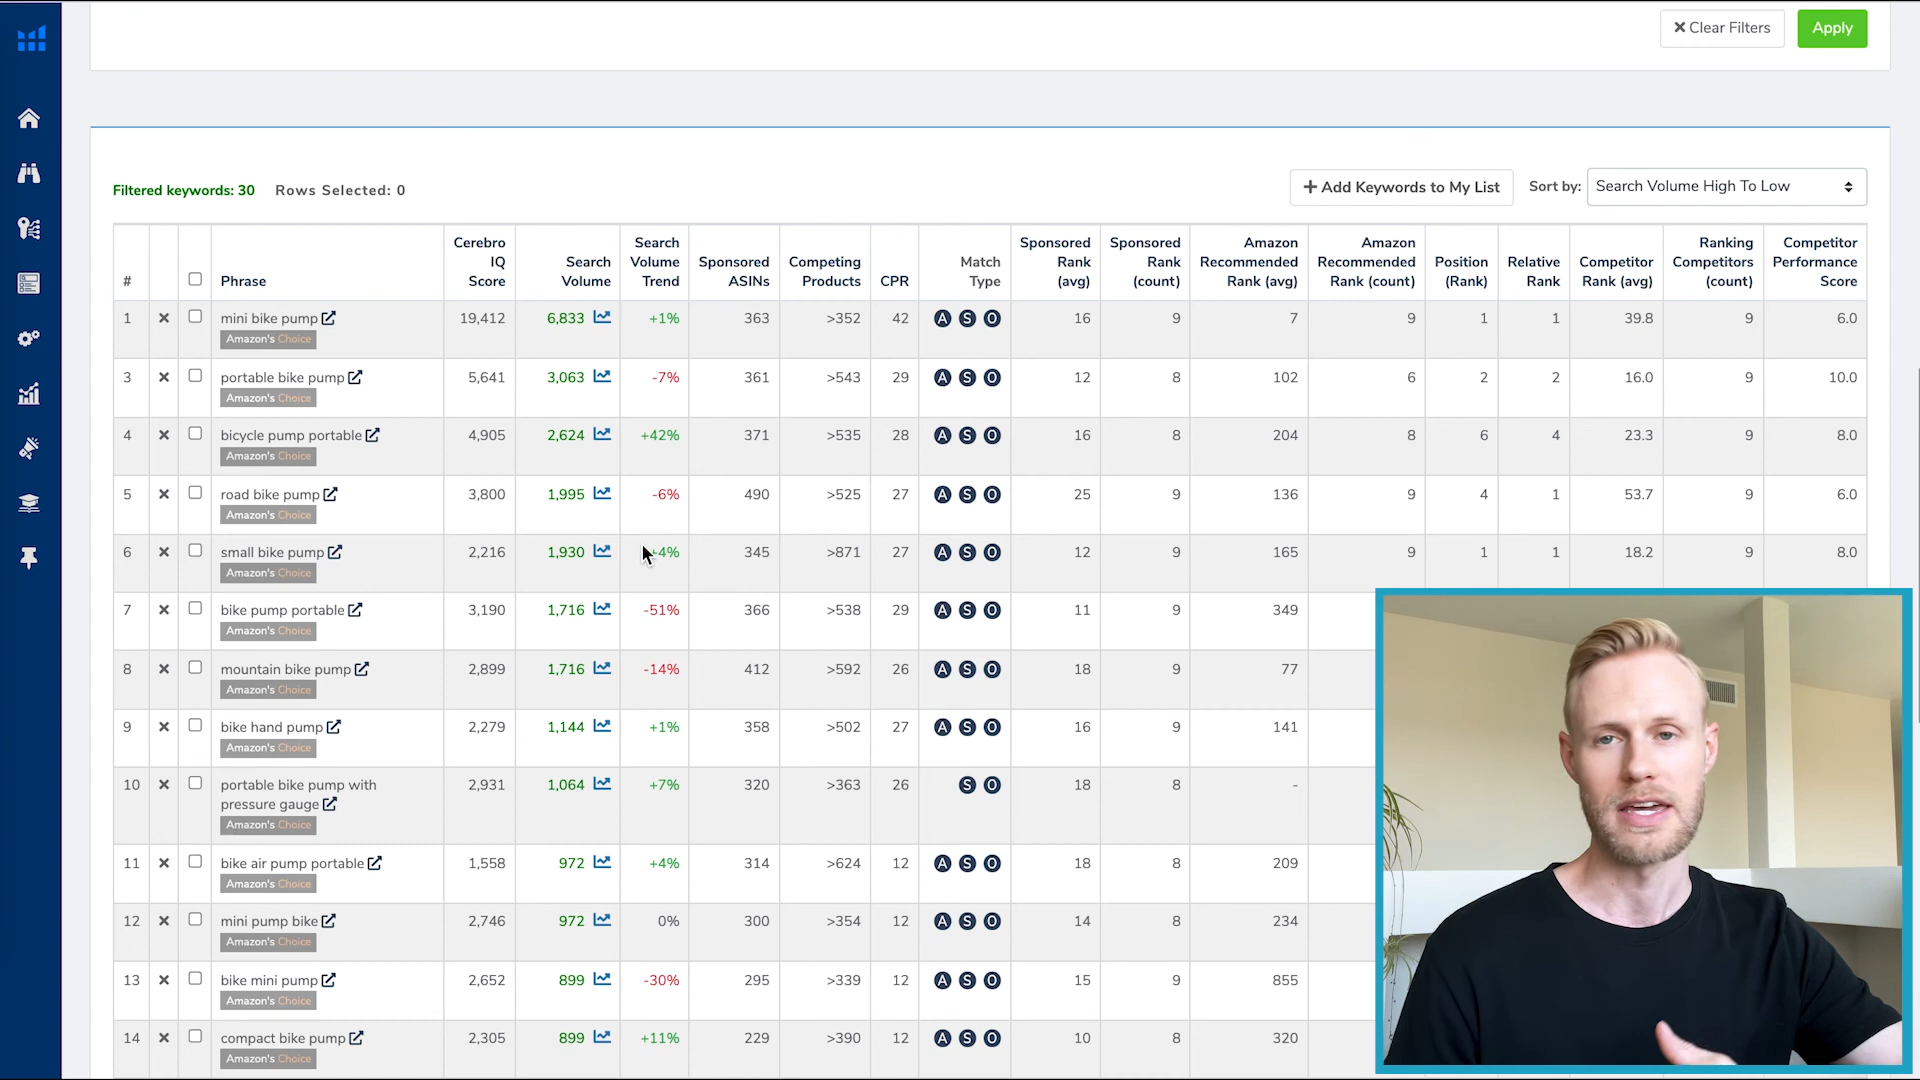 Clear Filters
Apply
Filtered keywords: 30 Rows Selected: 0
Add Keywords to My List Sort by: Search Volume High To Low
# Phrase Cerebro IQ Score Search Volume Search Volume Trend Sponsored ASINs Competing Products CPR Match Type Sponsored Rank (avg) Sponsored Rank (count) Amazon Recommended Rank (avg) Amazon Recommended Rank (count) Position (Rank) Relative Rank Competitor Rank (avg) Ranking Competitors (count) Competitor Performance Score
1 mini bike pump 19,412 6,833 +1% 363 >352 42 A S O 16 9 7 9 1 1 39.8 9 6.0
Amazon's Choice
3 portable bike pump 5,641 3,063 -7% 361 >543 29 A S O 12 8 102 6 2 2 16.0 9 10.0
Amazon's Choice
4 bicycle pump portable 4,905 2,624 +42% 371 >535 28 A S O 16 8 204 8 6 4 23.3 9 8.0
Amazon's Choice
5 road bike pump 3,800 1,995 -6% 490 >525 27 A S O 25 9 136 9 4 1 53.7 9 6.0
Amazon's Choice
6 small bike pump 2,216 1,930 +4% 345 >871 27 A S O 12 9 165 9 1 1 18.2 9 8.0
Amazon's Choice
7 bike pump portable 3,190 1,716 -51% 366 >538 29 A S O 11 9 349
Amazon's Choice
8 mountain bike pump 2,899 1,716 -14% 412 >592 26 A S O 18 9 77
Amazon's Choice
9 bike hand pump 2,279 1,144 +1% 358 >502 27 A S O 16 9 141
Amazon's Choice
10 portable bike pump with 2,931 1,064 +7% 320 >363 26 S O 18 8 -
pressure gauge
Amazon's Choice
11 bike air pump portable 1,558 972 +4% 314 >624 12 A S O 18 8 209
Amazon's Choice
12 mini pump bike 2,746 972 0% 300 >354 12 A S O 14 8 234
Amazon's Choice
13 bike mini pump 2,652 899 -30% 295 >339 12 A S O 15 9 855
Amazon's Choice
14 compact bike pump 2,305 899 +11% 229 >390 12 A S O 10 8 320
Amazon's Choice